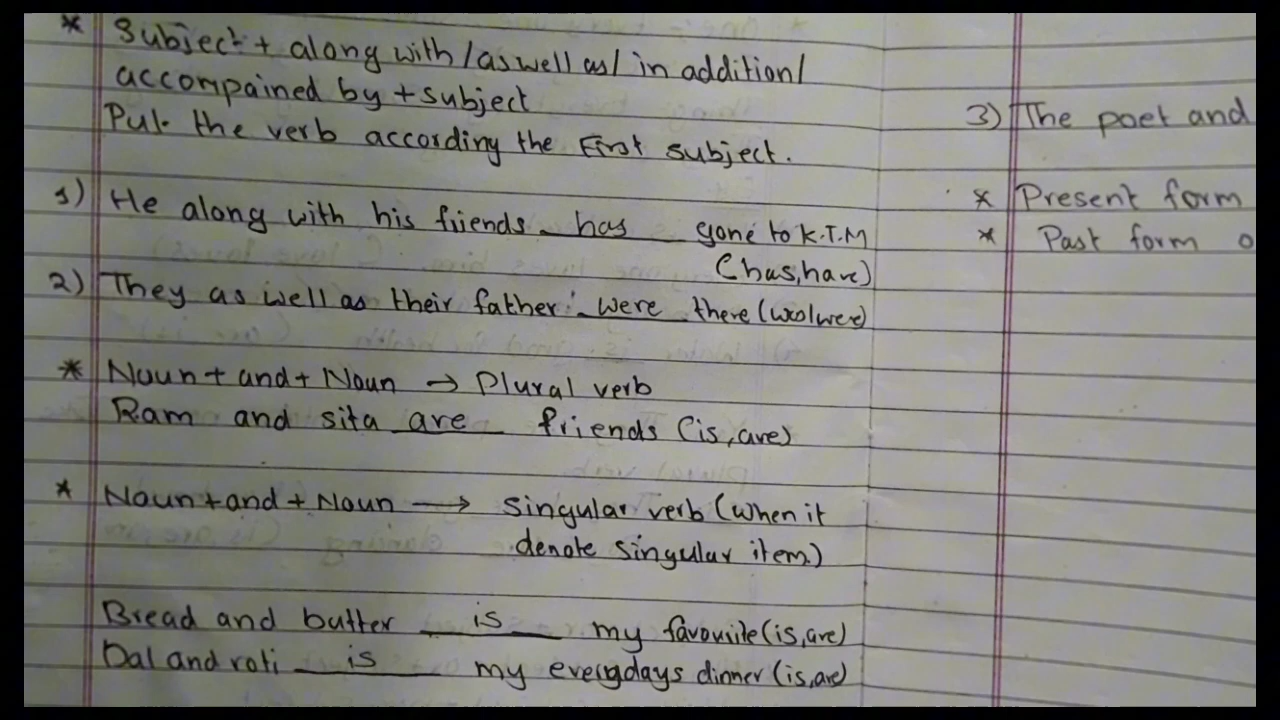 * Subject + along with /as well as/ in addition/
accompained by + subject
Put the verb according the First subject.
1) He along with his friends has gone to K.T.M
(has, have)
2) They as well as their father were there (was/were)
* Noun + and + Noun → Plural verb
Ram and sita are friends (is, are)
* Noun + and + Noun → singular verb (when it
denote singular item.)
Bread and butter is my favourite (is, are)
Dal and roti is my everydays dinner (is, are)
3) The poet and
* Present form
* Past form o